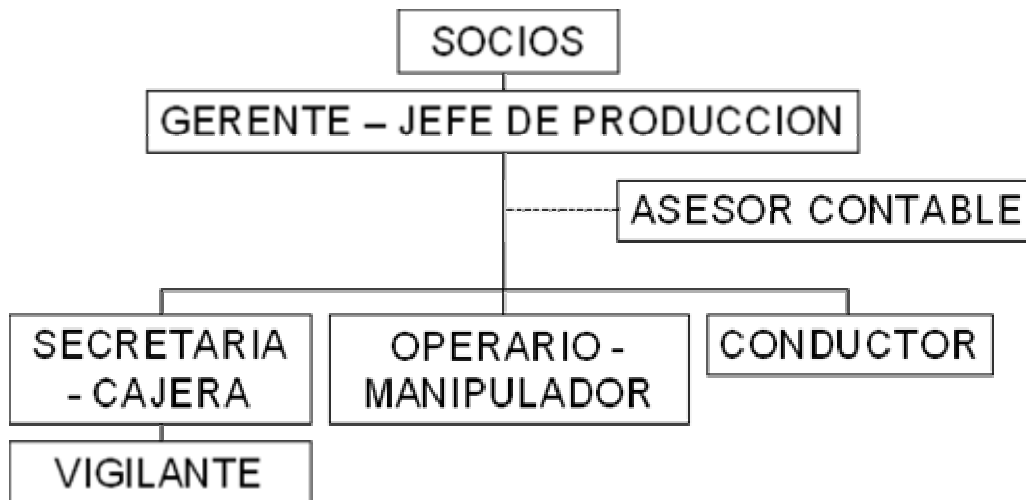 SOCIOS
GERENTE – JEFE DE PRODUCCION
ASESOR CONTABLE
SECRETARIA
- CAJERA
OPERARIO -
MANIPULADOR
CONDUCTOR
VIGILANTE